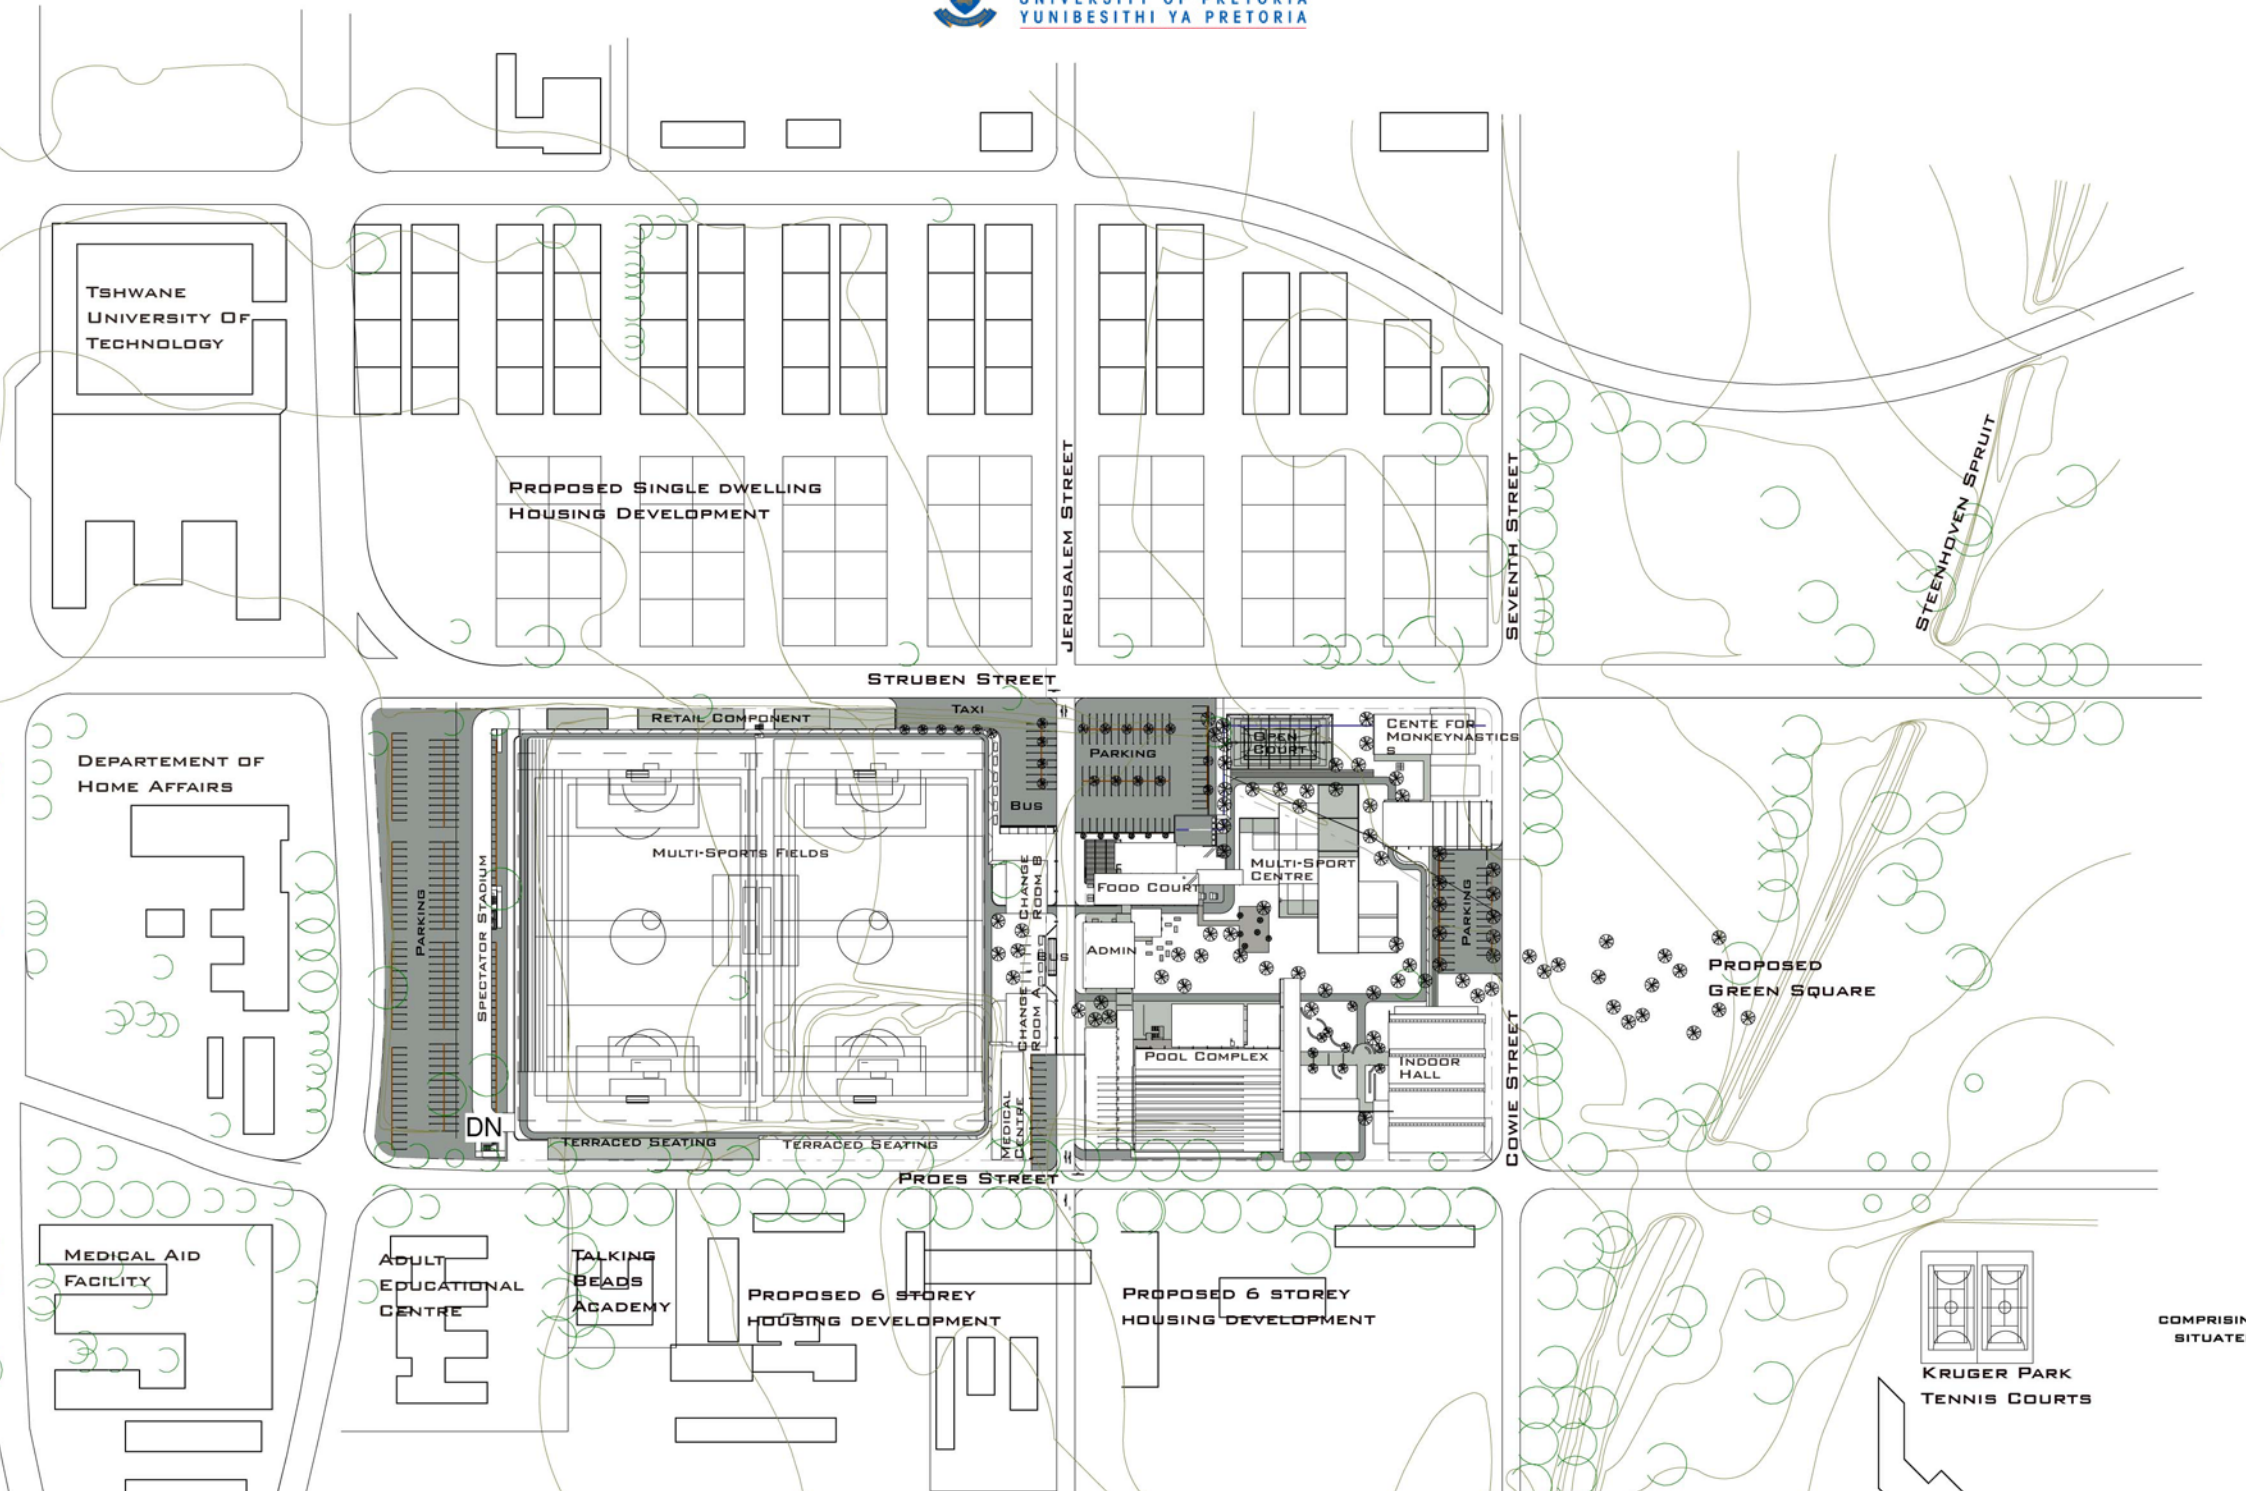 UNIVERSITY OF PRETORIA
YUNIBESITHI YA PRETORIA
TSHWANE
UNIVERSITY OF
TECHNOLOGY
PROPOSED SINGLE DWELLING
HOUSING DEVELOPMENT
JERUSALEM STREET
SEVENTH STREET
STEENHOVEN SPRUIT
STRUBEN STREET
DEPARTEMENT OF
HOME AFFAIRS
RETAIL COMPONENT
TAXI
BUS
PARKING
OPEN
COURT
CENTE FOR
MONKEYNASTICS
S
PARKING
SPECTATOR STADIUM
MULTI-SPORTS FIELDS
CHANGE
ROOM B
FOOD COURT
MULTI-SPORT
CENTRE
PARKING
BUS
ADMIN
CHANGE
ROOM A
PROPOSED
GREEN SQUARE
POOL COMPLEX
INDOOR
HALL
COWIE STREET
MEDICAL
CENTRE
DN
TERRACED SEATING
TERRACED SEATING
PROES STREET
MEDICAL AID
FACILITY
ADULT
EDUCATIONAL
CENTRE
TALKING
BEADS
ACADEMY
PROPOSED 6 STOREY
HOUSING DEVELOPMENT
PROPOSED 6 STOREY
HOUSING DEVELOPMENT
KRUGER PARK
TENNIS COURTS
COMPRISIN
SITUATE